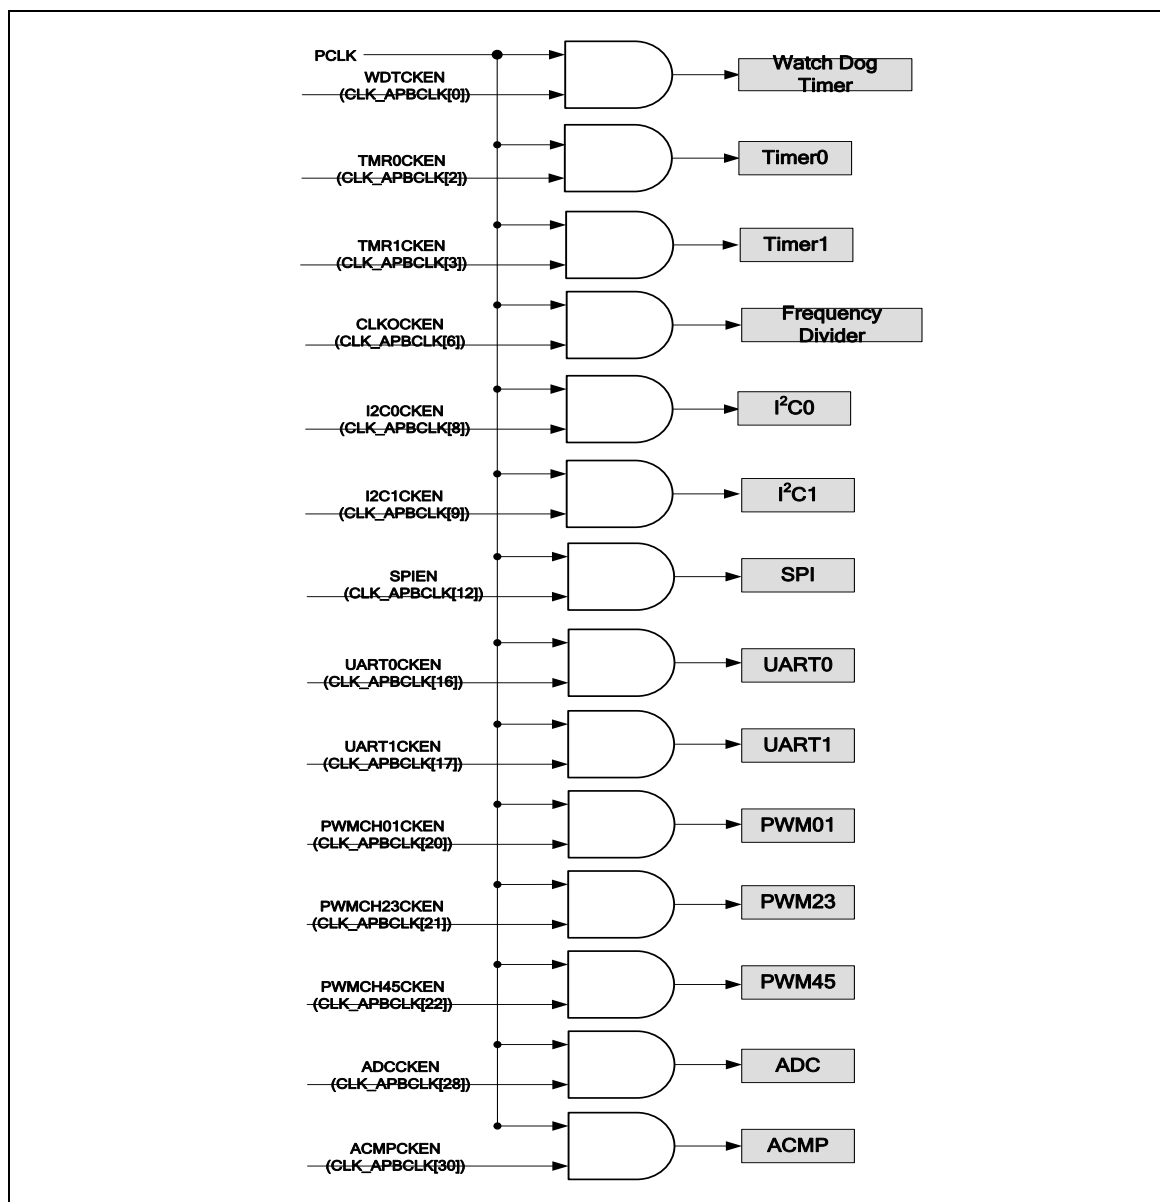 PCLK
WDTCKEN
(CLK_APBCLK[0])
Watch Dog
Timer
TMR0CKEN
(CLK_APBCLK[2])
Timer0
TMR1CKEN
(CLK_APBCLK[3])
Timer1
CLKOCKEN
(CLK_APBCLK[6])
Frequency
Divider
I2C0CKEN
(CLK_APBCLK[8])
I²C0
I2C1CKEN
(CLK_APBCLK[9])
I²C1
SPIEN
(CLK_APBCLK[12])
SPI
UART0CKEN
(CLK_APBCLK[16])
UART0
UART1CKEN
(CLK_APBCLK[17])
UART1
PWMCH01CKEN
(CLK_APBCLK[20])
PWM01
PWMCH23CKEN
(CLK_APBCLK[21])
PWM23
PWMCH45CKEN
(CLK_APBCLK[22])
PWM45
ADCCKEN
(CLK_APBCLK[28])
ADC
ACMPCKEN
(CLK_APBCLK[30])
ACMP